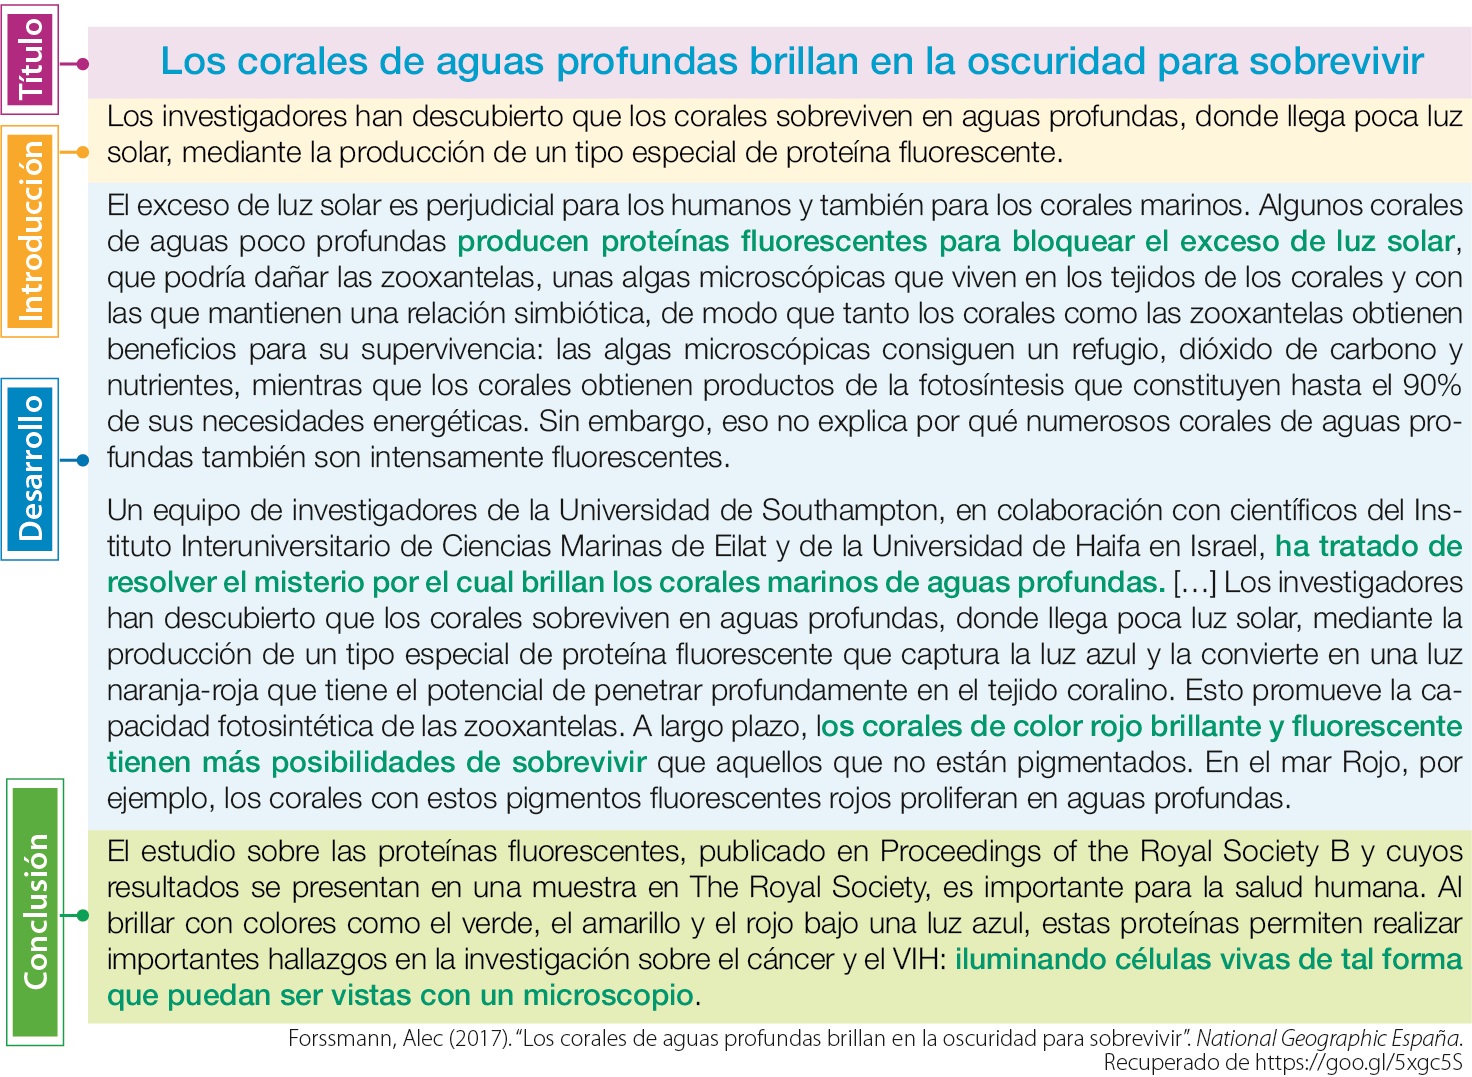 Título
Los corales de aguas profundas brillan en la oscuridad para sobrevivir
Introducción
Los investigadores han descubierto que los corales sobreviven en aguas profundas, donde llega poca luz
solar, mediante la producción de un tipo especial de proteína fluorescente.
Desarrollo
El exceso de luz solar es perjudicial para los humanos y también para los corales marinos. Algunos corales
de aguas poco profundas producen proteínas fluorescentes para bloquear el exceso de luz solar,
que podría dañar las zooxantelas, unas algas microscópicas que viven en los tejidos de los corales y con
las que mantienen una relación simbiótica, de modo que tanto los corales como las zooxantelas obtienen
beneficios para su supervivencia: las algas microscópicas consiguen un refugio, dióxido de carbono y
nutrientes, mientras que los corales obtienen productos de la fotosíntesis que constituyen hasta el 90%
de sus necesidades energéticas. Sin embargo, eso no explica por qué numerosos corales de aguas pro-
fundas también son intensamente fluorescentes.
Un equipo de investigadores de la Universidad de Southampton, en colaboración con científicos del Ins-
tituto Interuniversitario de Ciencias Marinas de Eilat y de la Universidad de Haifa en Israel, ha tratado de
resolver el misterio por el cual brillan los corales marinos de aguas profundas. […] Los investigadores
han descubierto que los corales sobreviven en aguas profundas, donde llega poca luz solar, mediante la
producción de un tipo especial de proteína fluorescente que captura la luz azul y la convierte en una luz
naranja-roja que tiene el potencial de penetrar profundamente en el tejido coralino. Esto promueve la ca-
pacidad fotosintética de las zooxantelas. A largo plazo, los corales de color rojo brillante y fluorescente
tienen más posibilidades de sobrevivir que aquellos que no están pigmentados. En el mar Rojo, por
ejemplo, los corales con estos pigmentos fluorescentes rojos proliferan en aguas profundas.
Conclusión
El estudio sobre las proteínas fluorescentes, publicado en Proceedings of the Royal Society B y cuyos
resultados se presentan en una muestra en The Royal Society, es importante para la salud humana. Al
brillar con colores como el verde, el amarillo y el rojo bajo una luz azul, estas proteínas permiten realizar
importantes hallazgos en la investigación sobre el cáncer y el VIH: iluminando células vivas de tal forma
que puedan ser vistas con un microscopio.
Forssmann, Alec (2017). “Los corales de aguas profundas brillan en la oscuridad para sobrevivir”. National Geographic España.
Recuperado de https://goo.gl/5xgc5S